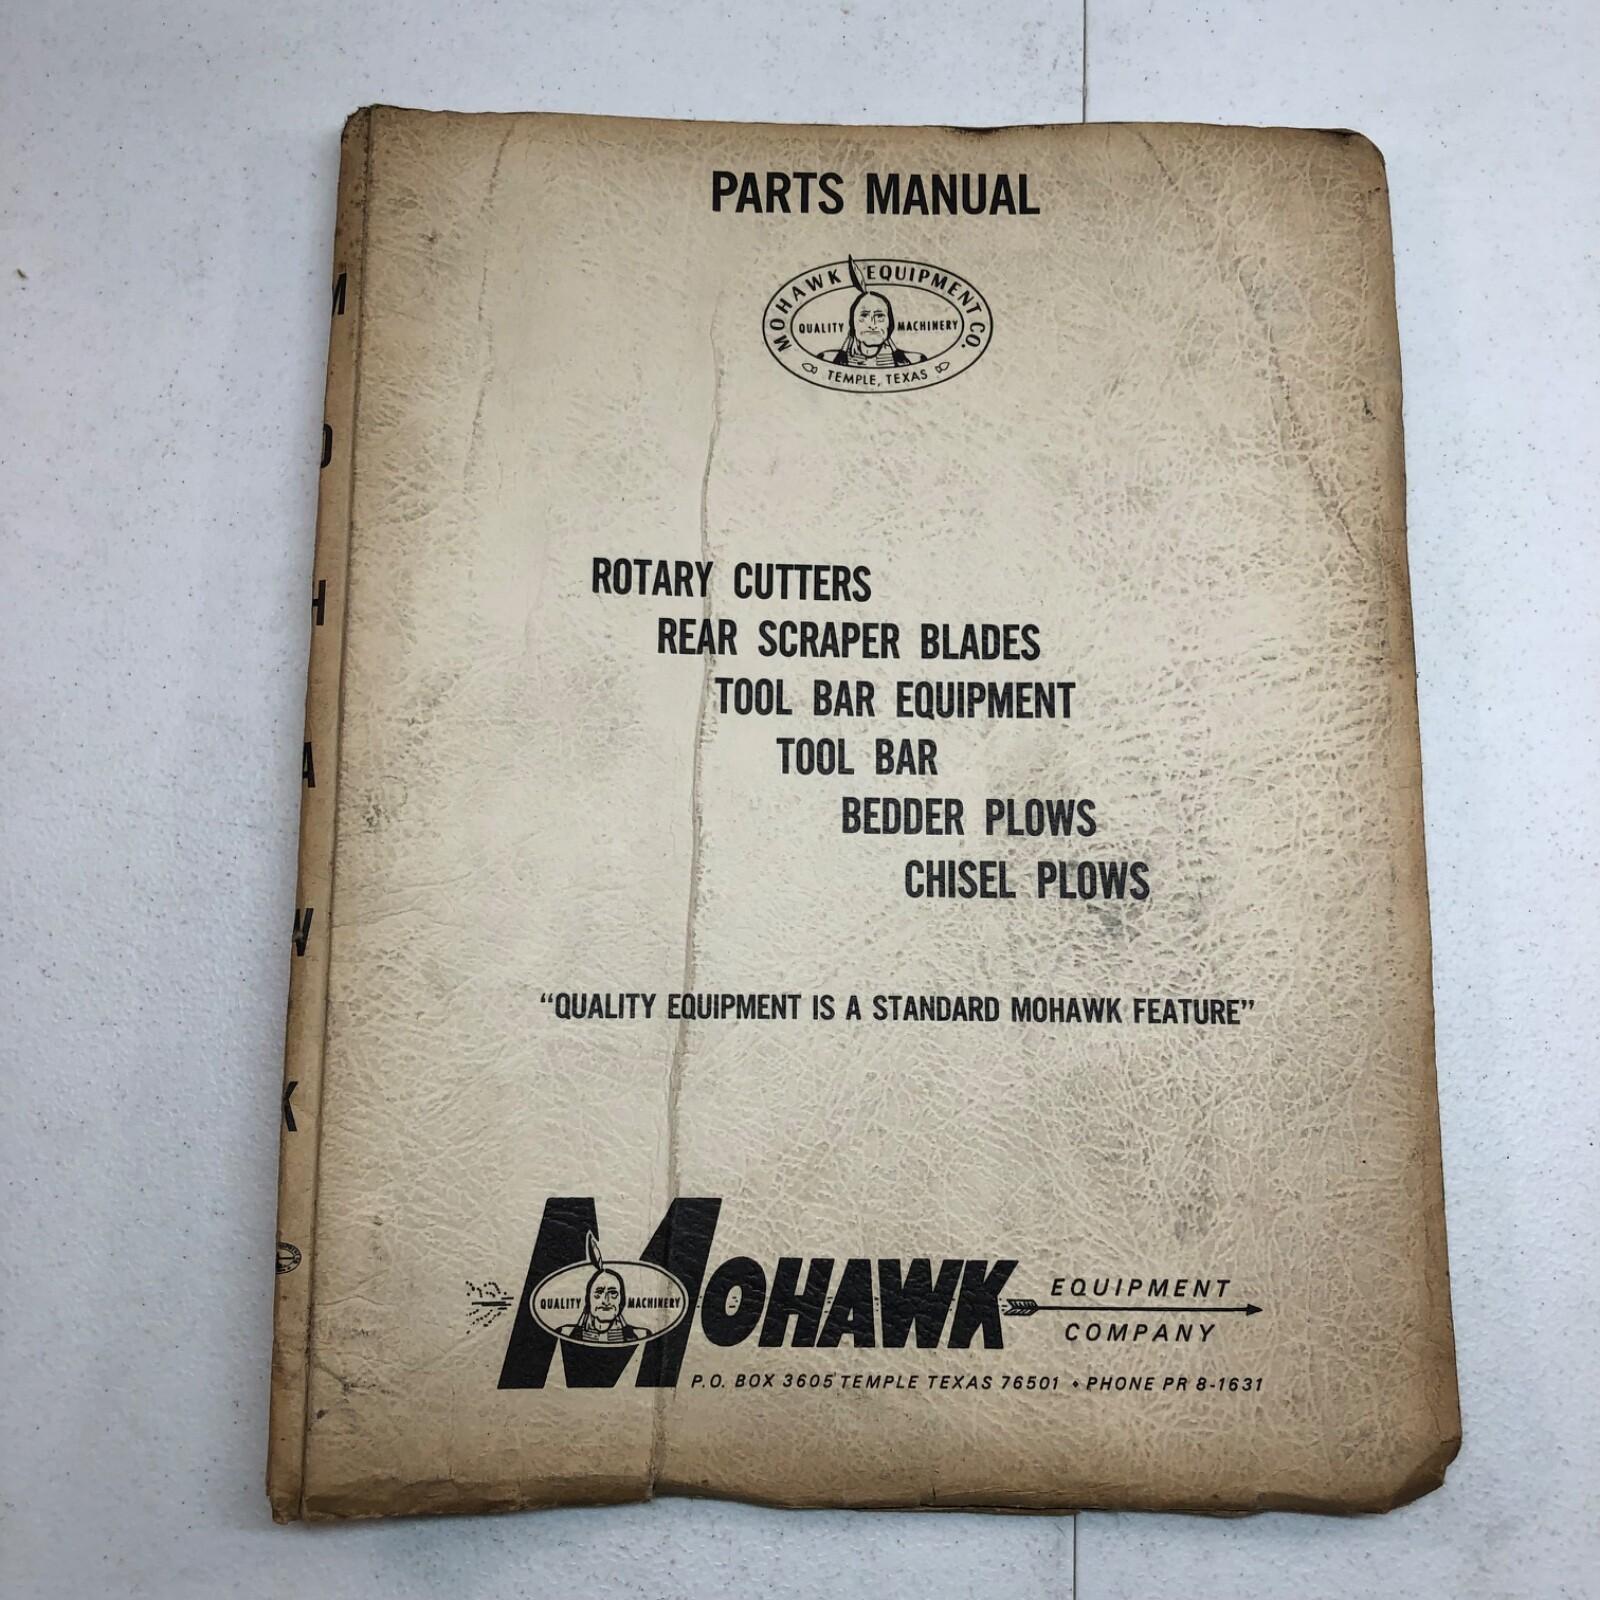 PARTS MANUAL
MOHAWK EQUIPMENT CO.
QUALITY MACHINERY
TEMPLE, TEXAS
ROTARY CUTTERS
REAR SCRAPER BLADES
TOOL BAR EQUIPMENT
TOOL BAR
BEDDER PLOWS
CHISEL PLOWS
“QUALITY EQUIPMENT IS A STANDARD MOHAWK FEATURE”
MOHAWK EQUIPMENT COMPANY
QUALITY MACHINERY
P.O. BOX 3605 TEMPLE TEXAS 76501 • PHONE PR 8-1631
MOHAWK